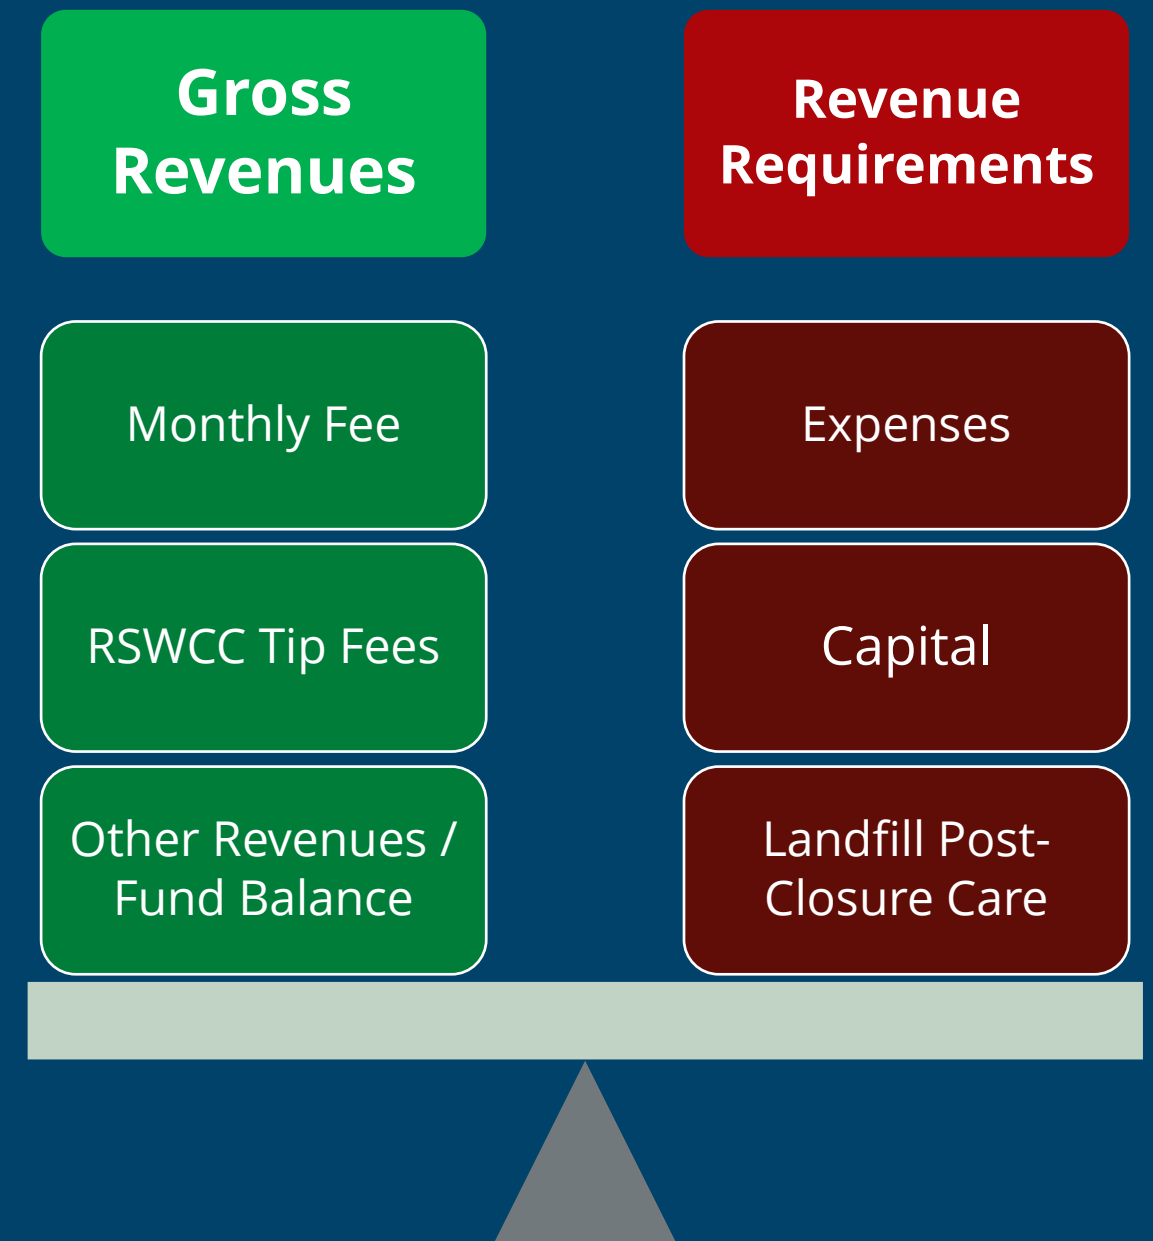 Gross
Revenues
Monthly Fee
RSWCC Tip Fees
Other Revenues /
Fund Balance
Revenue
Requirements
Expenses
Capital
Landfill Post-
Closure Care